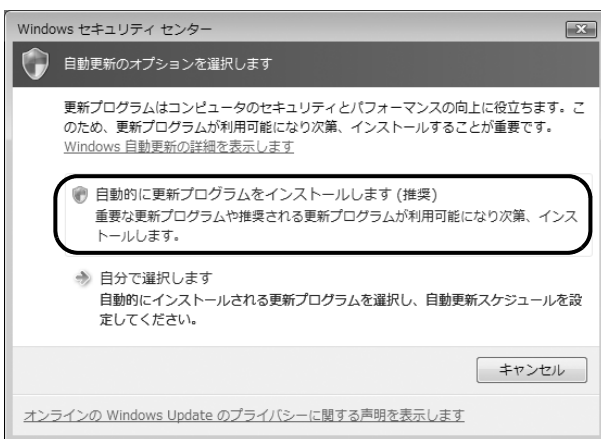 Windows セキュリティ センター
自動更新のオプションを選択します
更新プログラムはコンピュータのセキュリティとパフォーマンスの向上に役立ちます。こ
のため、更新プログラムが利用可能になり次第、インストールすることが重要です。
Windows 自動更新の詳細を表示します
自動的に更新プログラムをインストールします (推奨)
重要な更新プログラムや推奨される更新プログラムが利用可能になり次第、インス
トールします。
自分で選択します
自動的にインストールされる更新プログラムを選択し、自動更新スケジュールを設
定してください。
キャンセル
オンラインの Windows Update のプライバシーに関する声明を表示します